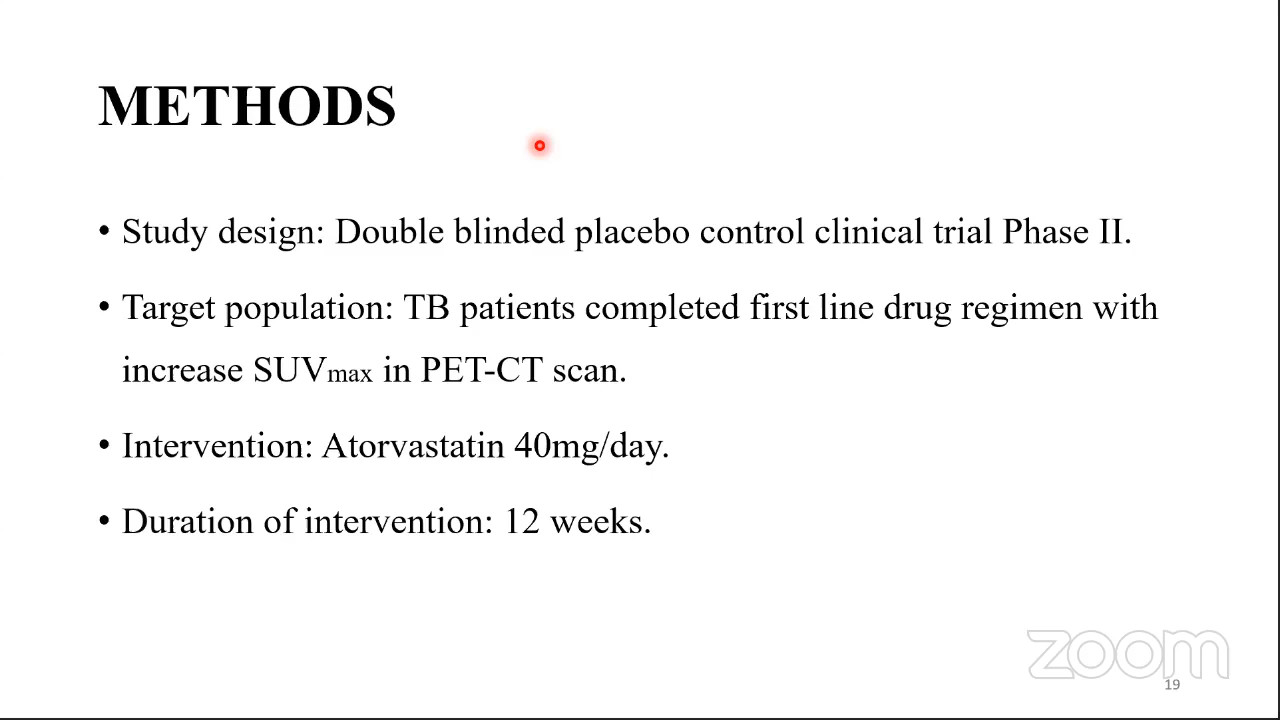 METHODS
• Study design: Double blinded placebo control clinical trial Phase II.
• Target population: TB patients completed first line drug regimen with
increase SUVmax in PET-CT scan.
• Intervention: Atorvastatin 40mg/day.
• Duration of intervention: 12 weeks.
zoom
19